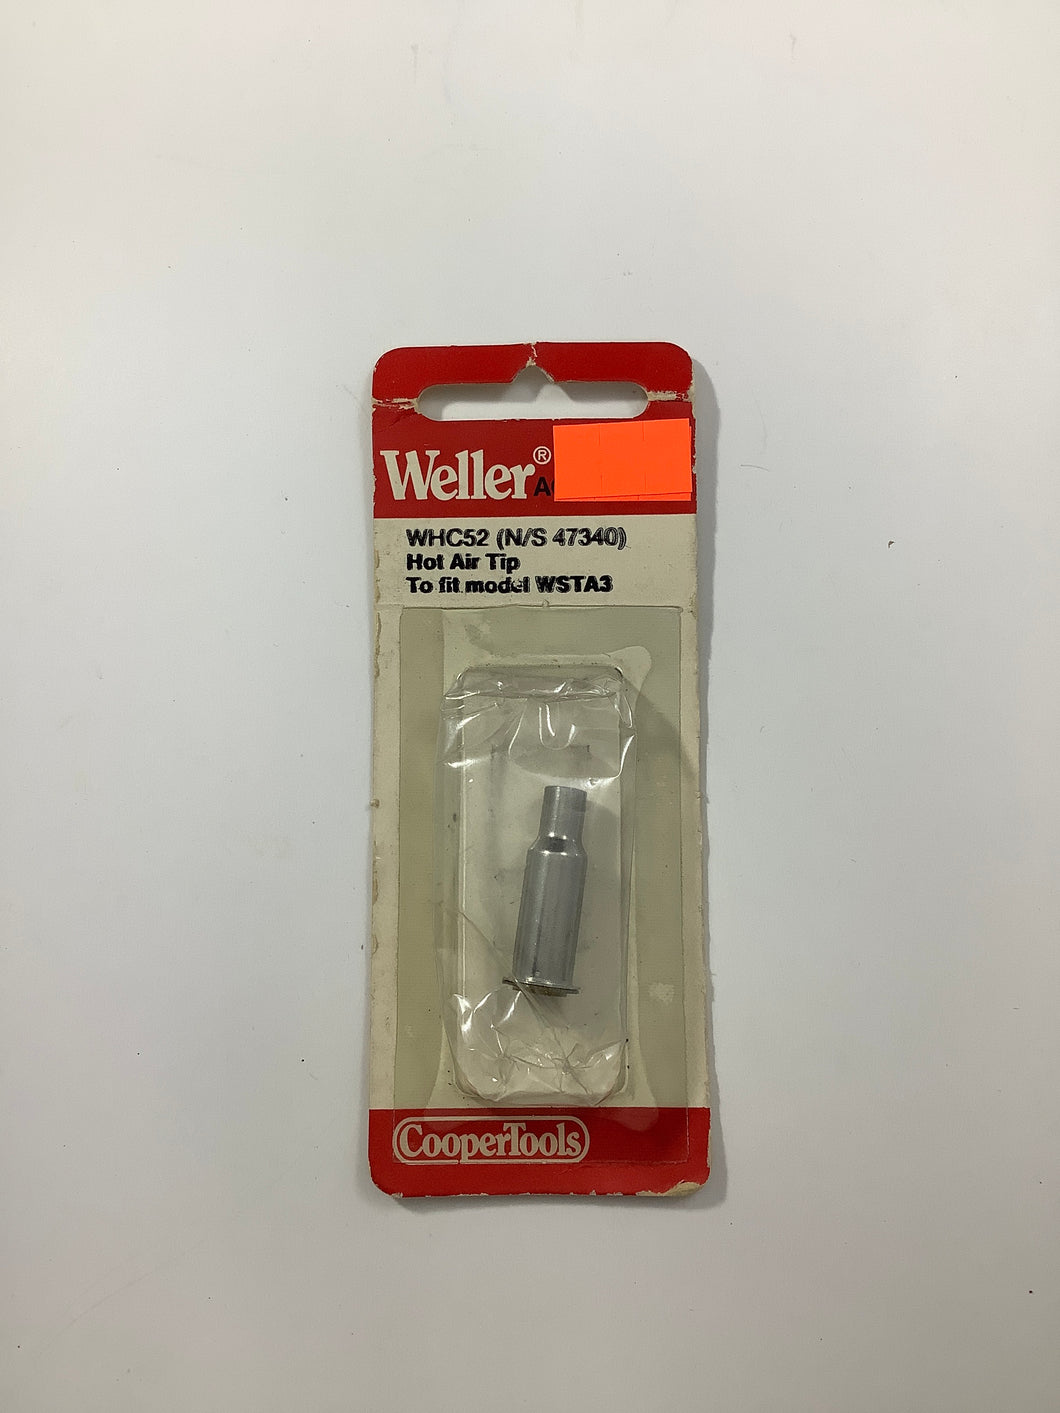 Weller®
WHC52 (N/S 47340)
Hot Air Tip
To fit model WSTA3
CooperTools